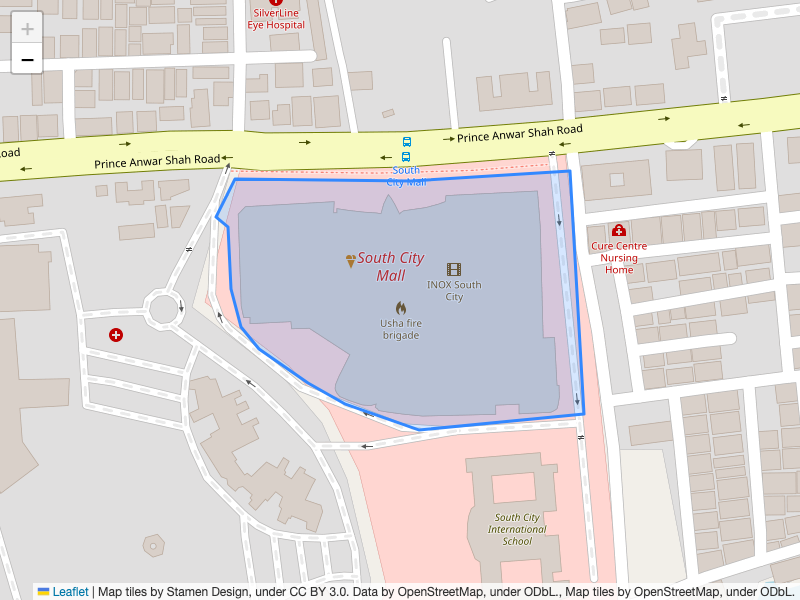 +
−
SilverLine
Eye Hospital
Prince Anwar Shah Road
oad
Prince Anwar Shah Road
South
City Mall
South City
Mall
INOX South
City
Usha fire
brigade
Cure Centre
Nursing
Home
South City
International
School
Leaflet | Map tiles by Stamen Design, under CC BY 3.0. Data by OpenStreetMap, under ODbL., Map tiles by OpenStreetMap, under ODbL.